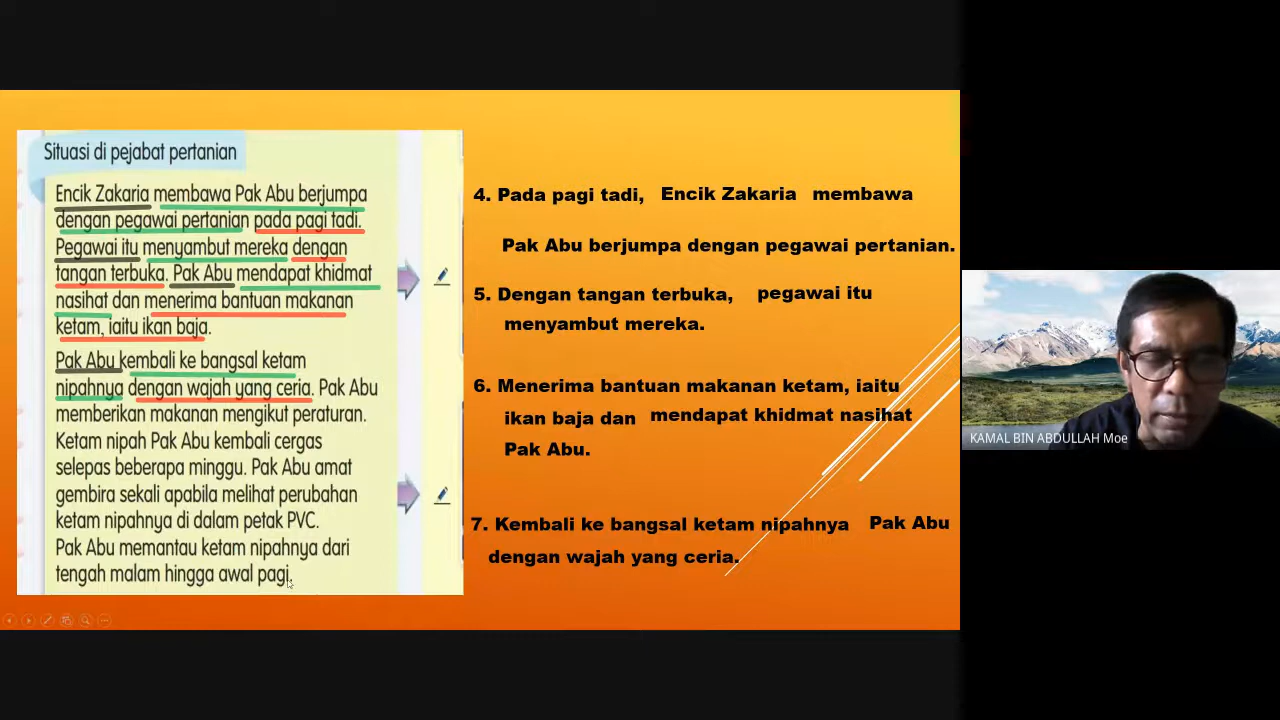 Situasi di pejabat pertanian
Encik Zakaria membawa Pak Abu berjumpa
dengan pegawai pertanian pada pagi tadi.
Pegawai itu menyambut mereka dengan
tangan terbuka. Pak Abu mendapat khidmat
nasihat dan menerima bantuan makanan
ketam, iaitu ikan baja.
Pak Abu kembali ke bangsal ketam
nipahnya dengan wajah yang ceria. Pak Abu
memberikan makanan mengikut peraturan.
Ketam nipah Pak Abu kembali cergas
selepas beberapa minggu. Pak Abu amat
gembira sekali apabila melihat perubahan
ketam nipahnya di dalam petak PVC.
Pak Abu memantau ketam nipahnya dari
tengah malam hingga awal pagi.
4. Pada pagi tadi, Encik Zakaria membawa
Pak Abu berjumpa dengan pegawai pertanian.
5. Dengan tangan terbuka, pegawai itu
menyambut mereka.
6. Menerima bantuan makanan ketam, iaitu
ikan baja dan mendapat khidmat nasihat
Pak Abu.
7. Kembali ke bangsal ketam nipahnya Pak Abu
dengan wajah yang ceria.
KAMAL BIN ABDULLAH Moe